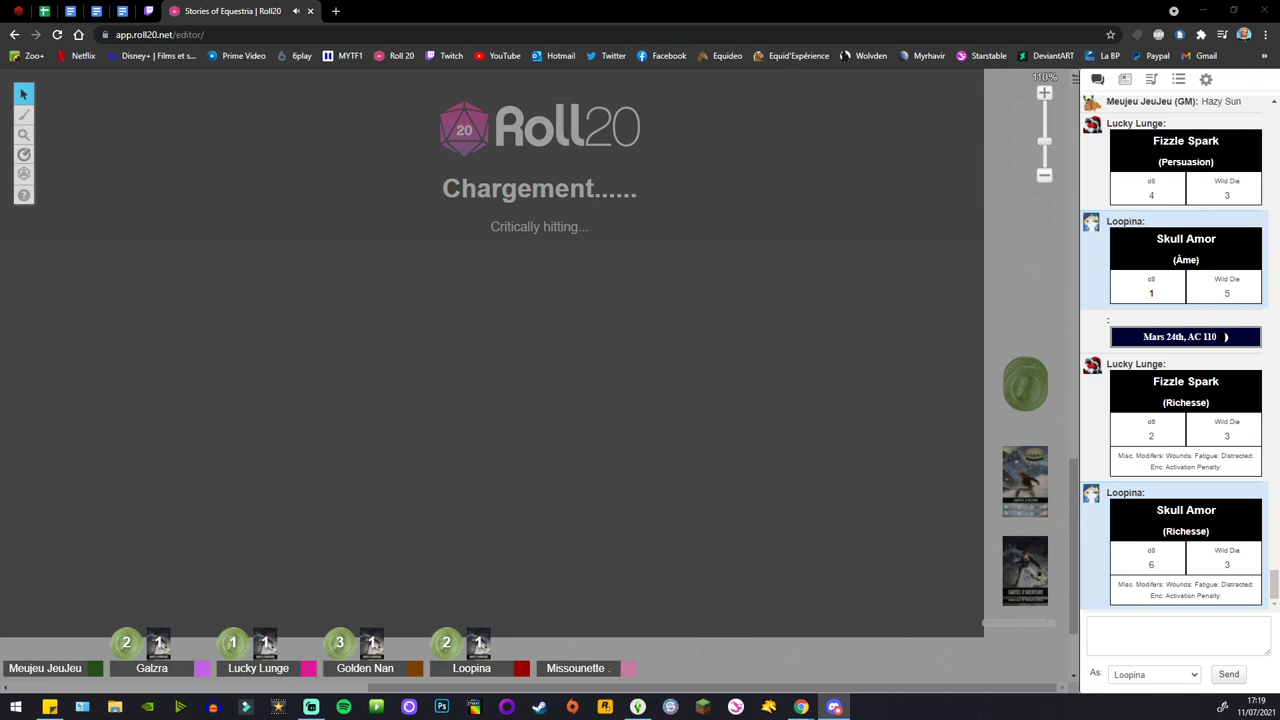 Stories of Equestria | Roll20
app.roll20.net/editor/
Zoo+ Netflix Disney+ | Films et s... Prime Video 6play MYTF1 Roll 20 Twitch YouTube Hotmail Twitter Facebook Equideo Equid'Expérience Wolvden Myrhavir Starstable DeviantART La BP Paypal Gmail »
110%
20 Roll20
Chargement......
Critically hitting...
Meujeu JeuJeu (GM): Hazy Sun
Lucky Lunge:
Fizzle Spark
(Persuasion)
d8 Wild Die
4 3
Loopina:
Skull Amor
(Âme)
d8 Wild Die
1 5
:
Mars 24th, AC 110
Lucky Lunge:
Fizzle Spark
(Richesse)
d6 Wild Die
2 3
Misc. Modifers: Wounds: Fatigue: Distracted:
Enc: Activation Penalty:
Loopina:
Skull Amor
(Richesse)
d8 Wild Die
6 3
Misc. Modifers: Wounds: Fatigue: Distracted:
Enc: Activation Penalty:
As: Loopina Send
2 1 1 1 3 1 2 1
Meujeu JeuJeu Galzra Lucky Lunge Golden Nan Loopina Missounette .
17:19
11/07/2021